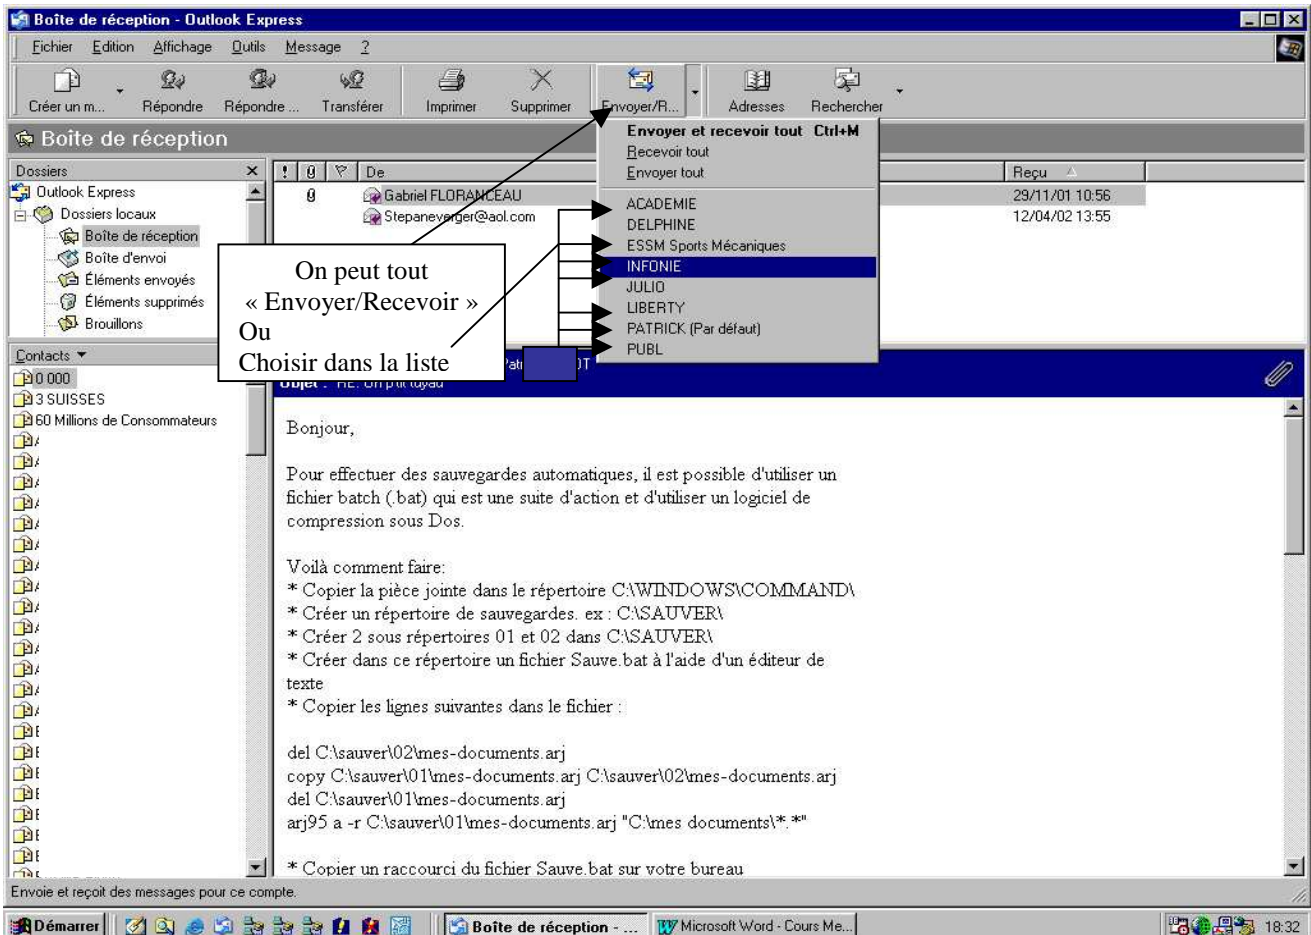 Boîte de réception - Outlook Express
Fichier Edition Affichage Outils Message ?
Créer un m... Répondre Répondre ... Transférer Imprimer Supprimer Envoyer/R... Adresses Rechercher
Boîte de réception
Envoyer et recevoir tout Ctrl+M
Recevoir tout
Envoyer tout
ACADEMIE
DELPHINE
ESSM Sports Mécaniques
INFONIE
JULIO
LIBERTY
PATRICK (Par défaut)
PUBL
Dossiers
Outlook Express
Dossiers locaux
Boîte de réception
Boîte d'envoi
Éléments envoyés
Éléments supprimés
Brouillons
! De Reçu
Gabriel FLORANCEAU 29/11/01 10:56
Stepaneverger@aol.com 12/04/02 13:55
On peut tout
« Envoyer/Recevoir »
Ou
Choisir dans la liste
Contacts
0 000
3 SUISSES
60 Millions de Consommateurs
Objet : RE: Un p'tit tuyau
Bonjour,
Pour effectuer des sauvegardes automatiques, il est possible d'utiliser un
fichier batch (.bat) qui est une suite d'action et d'utiliser un logiciel de
compression sous Dos.
Voilà comment faire:
* Copier la pièce jointe dans le répertoire C:\WINDOWS\COMMAND\
* Créer un répertoire de sauvegardes. ex : C:\SAUVER\
* Créer 2 sous répertoires 01 et 02 dans C:\SAUVER\
* Créer dans ce répertoire un fichier Sauve.bat à l'aide d'un éditeur de
texte
* Copier les lignes suivantes dans le fichier :
del C:\sauver\02\mes-documents.arj
copy C:\sauver\01\mes-documents.arj C:\sauver\02\mes-documents.arj
del C:\sauver\01\mes-documents.arj
arj95 a -r C:\sauver\01\mes-documents.arj "C:\mes documents\*.*"
* Copier un raccourci du fichier Sauve.bat sur votre bureau
Envoie et reçoit des messages pour ce compte.
Démarrer Boîte de réception - ... Microsoft Word - Cours Me... 18:32